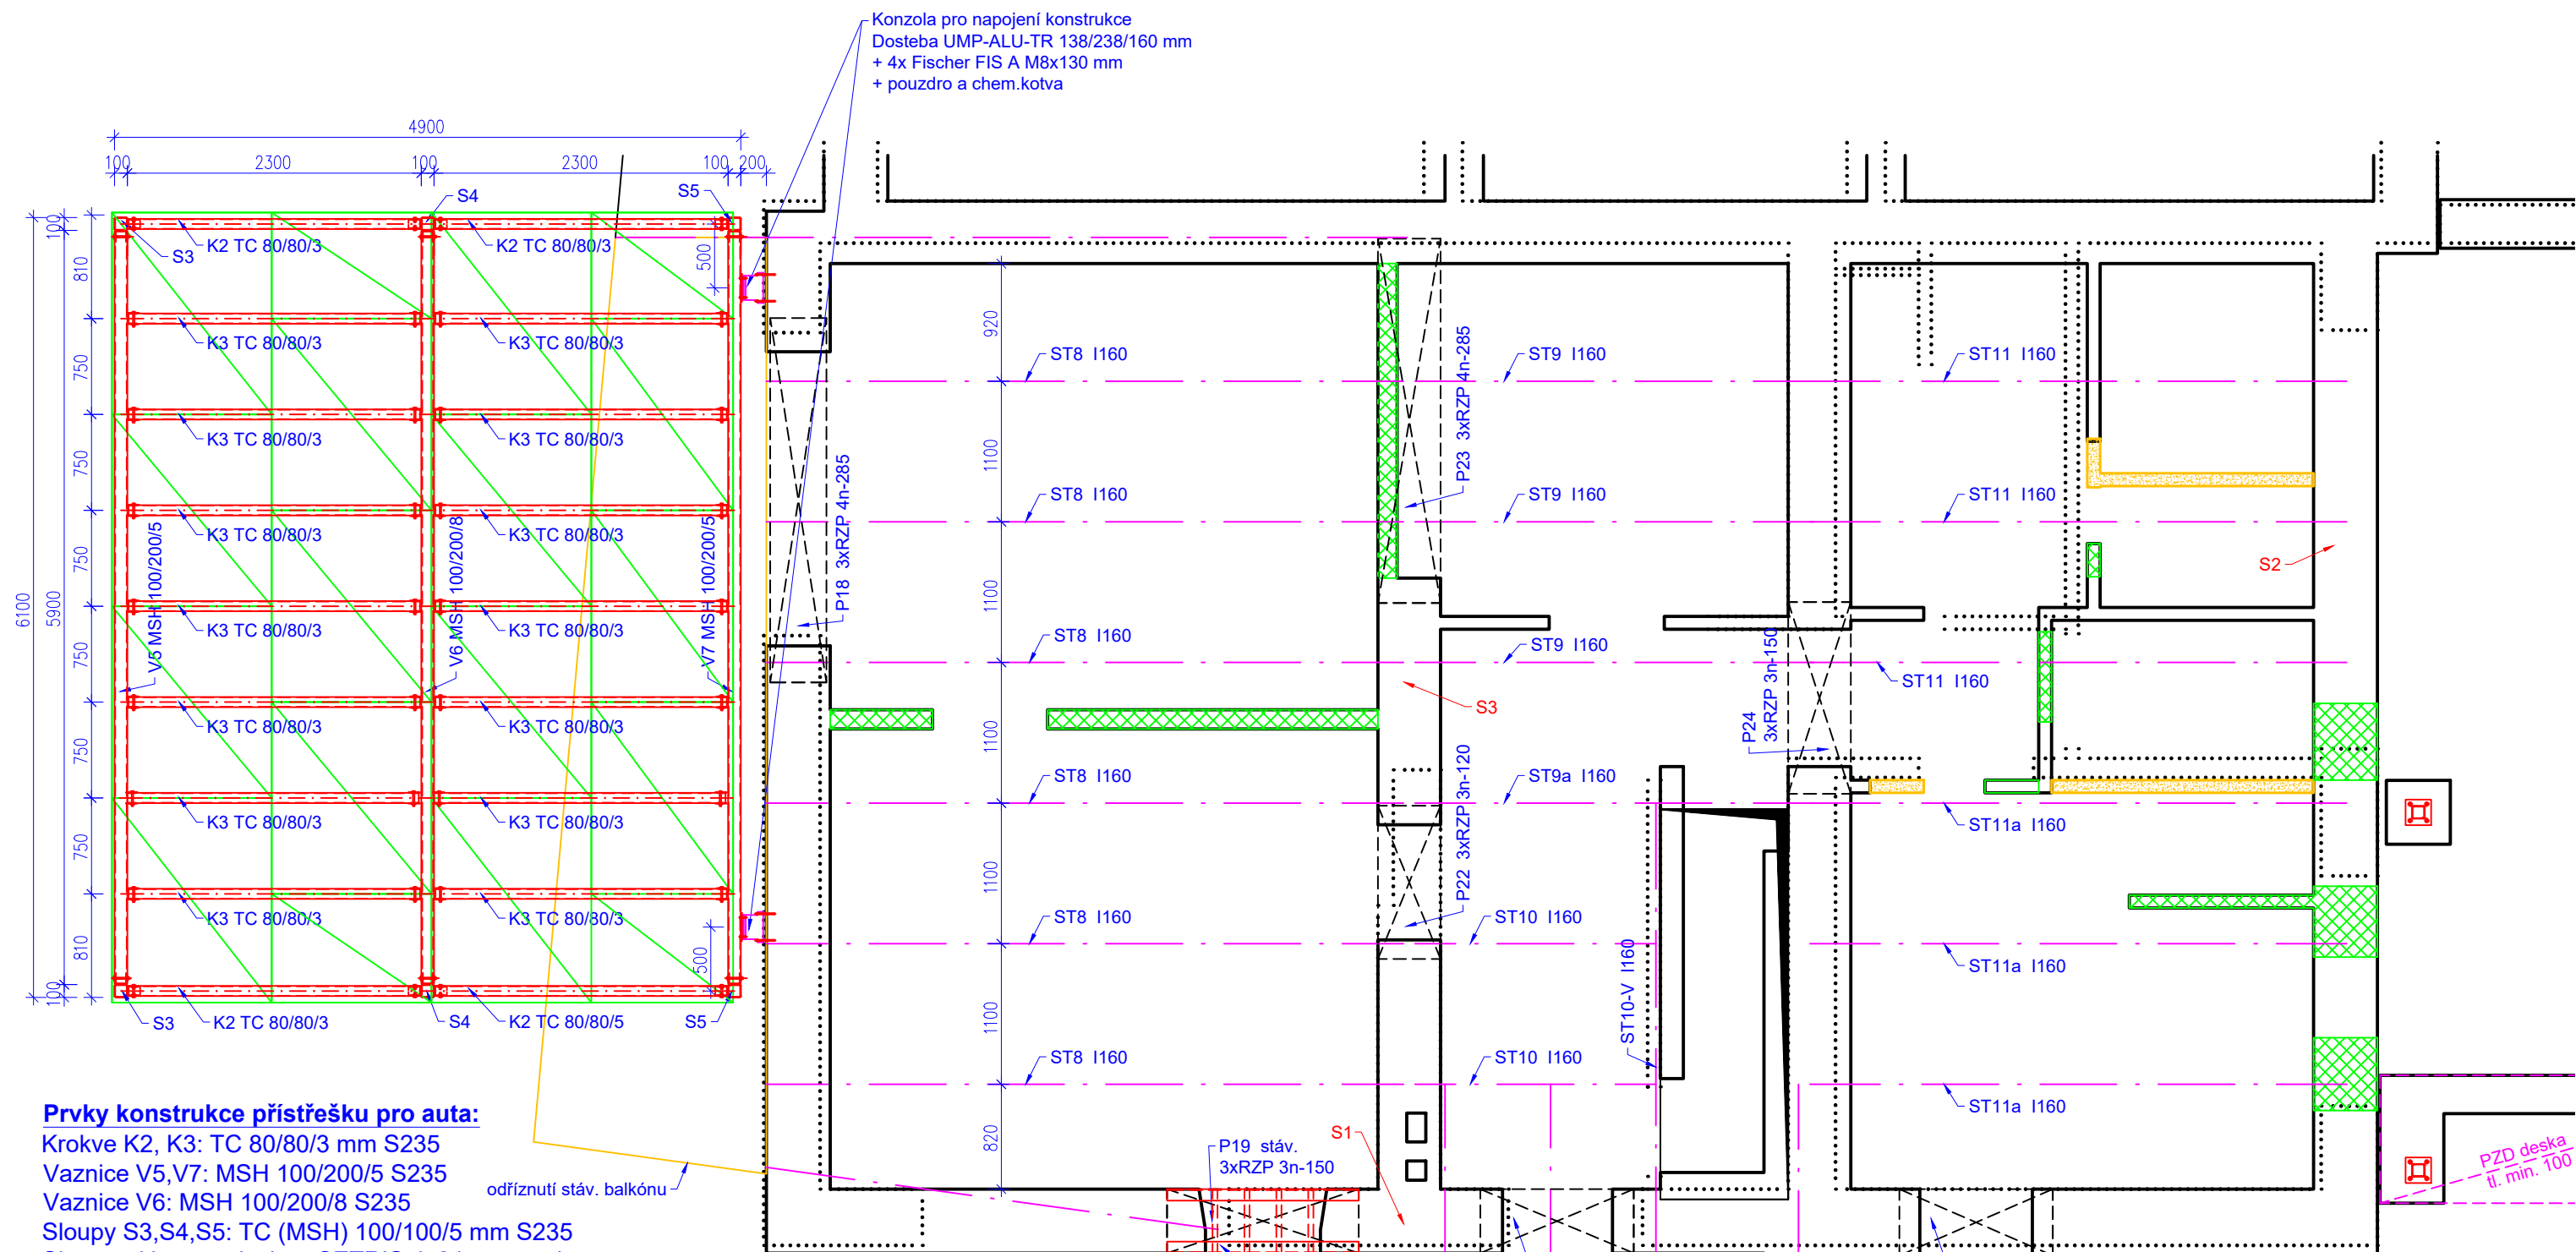 Konzola pro napojení konstrukce
Dosteba UMP-ALU-TR 138/238/160 mm
+ 4x Fischer FIS A M8x130 mm
+ pouzdro a chem.kotva
4900
100 2300 100 2300 100 200
S4
S5
S3
K2 TC 80/80/3
K2 TC 80/80/3
K3 TC 80/80/3
K3 TC 80/80/3
K3 TC 80/80/3
K3 TC 80/80/3
K3 TC 80/80/3
K3 TC 80/80/3
K3 TC 80/80/3
K3 TC 80/80/3
K3 TC 80/80/3
K3 TC 80/80/3
K3 TC 80/80/3
K3 TC 80/80/3
K3 TC 80/80/3
K3 TC 80/80/3
S3
K2 TC 80/80/3
S4
K2 TC 80/80/5
S5
V5 MSH 100/200/5
V6 MSH 100/200/8
V7 MSH 100/200/5
6100
100
5900
100
810
750
750
750
750
750
750
810
500
500
P18 3xRZP 4n-285
P23 3xRZP 4n-285
P22 3xRZP 3n-120
P24
3xRZP 3n-150
920
1100
1100
1100
1100
1100
820
ST8 I160
ST9 I160
ST11 I160
ST8 I160
ST9 I160
ST11 I160
S2
ST8 I160
ST9 I160
ST11 I160
S3
ST8 I160
ST9a I160
ST11a I160
ST8 I160
ST10 I160
ST11a I160
ST10-V I160
ST8 I160
ST10 I160
ST11a I160
S1
P19 stáv.
3xRZP 3n-150
odříznutí stáv. balkónu
PZD deska
tl. min. 100
Prvky konstrukce přístřešku pro auta:
Krokve K2, K3: TC 80/80/3 mm S235
Vaznice V5,V7: MSH 100/200/5 S235
Vaznice V6: MSH 100/200/8 S235
Sloupy S3,S4,S5: TC (MSH) 100/100/5 mm S235